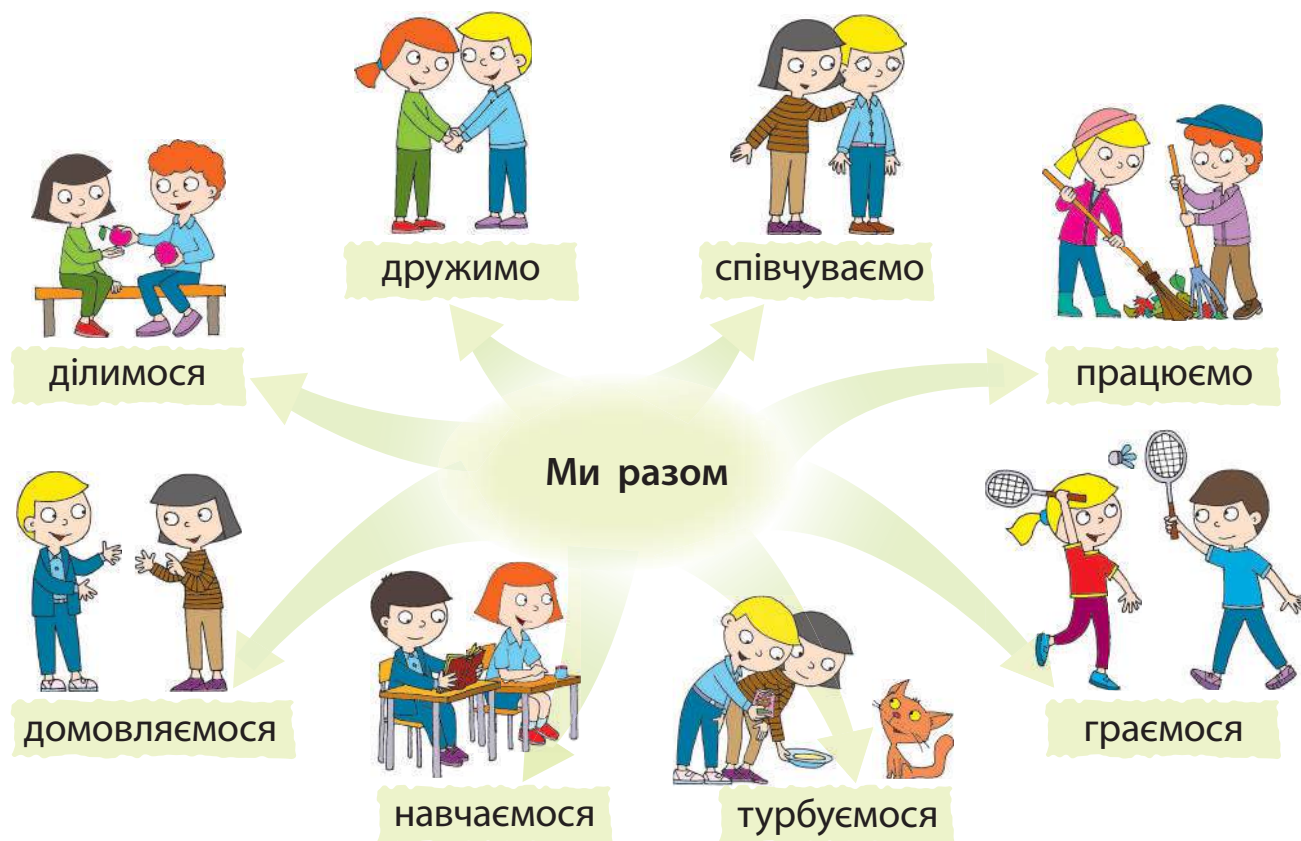 дружимо
співчуваємо
ділимося
працюємо
Ми разом
домовляємося
граємося
навчаємося
турбуємося